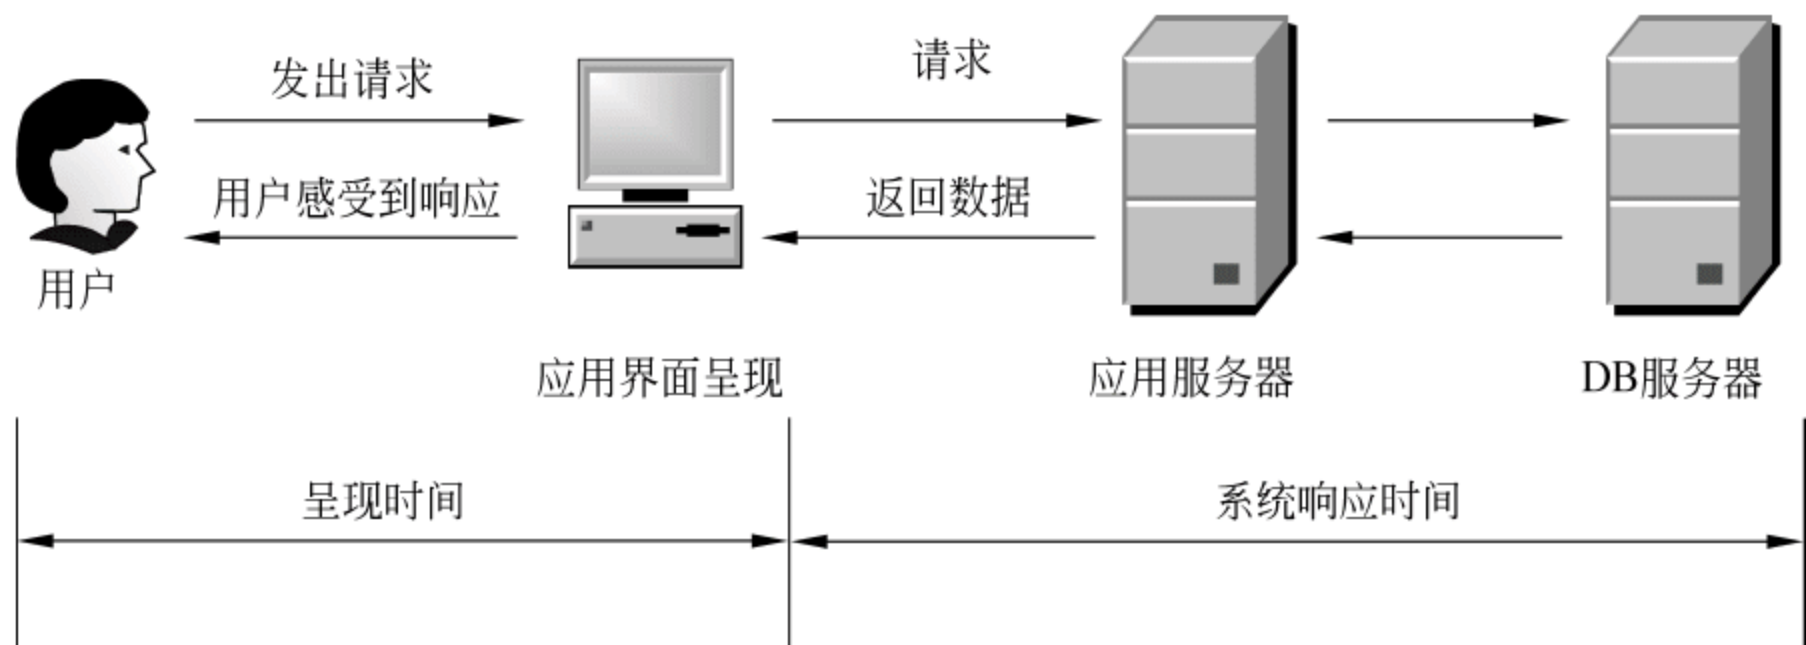 发出请求
请求
用户感受到响应
返回数据
用户
应用界面呈现
应用服务器
DB服务器
呈现时间
系统响应时间